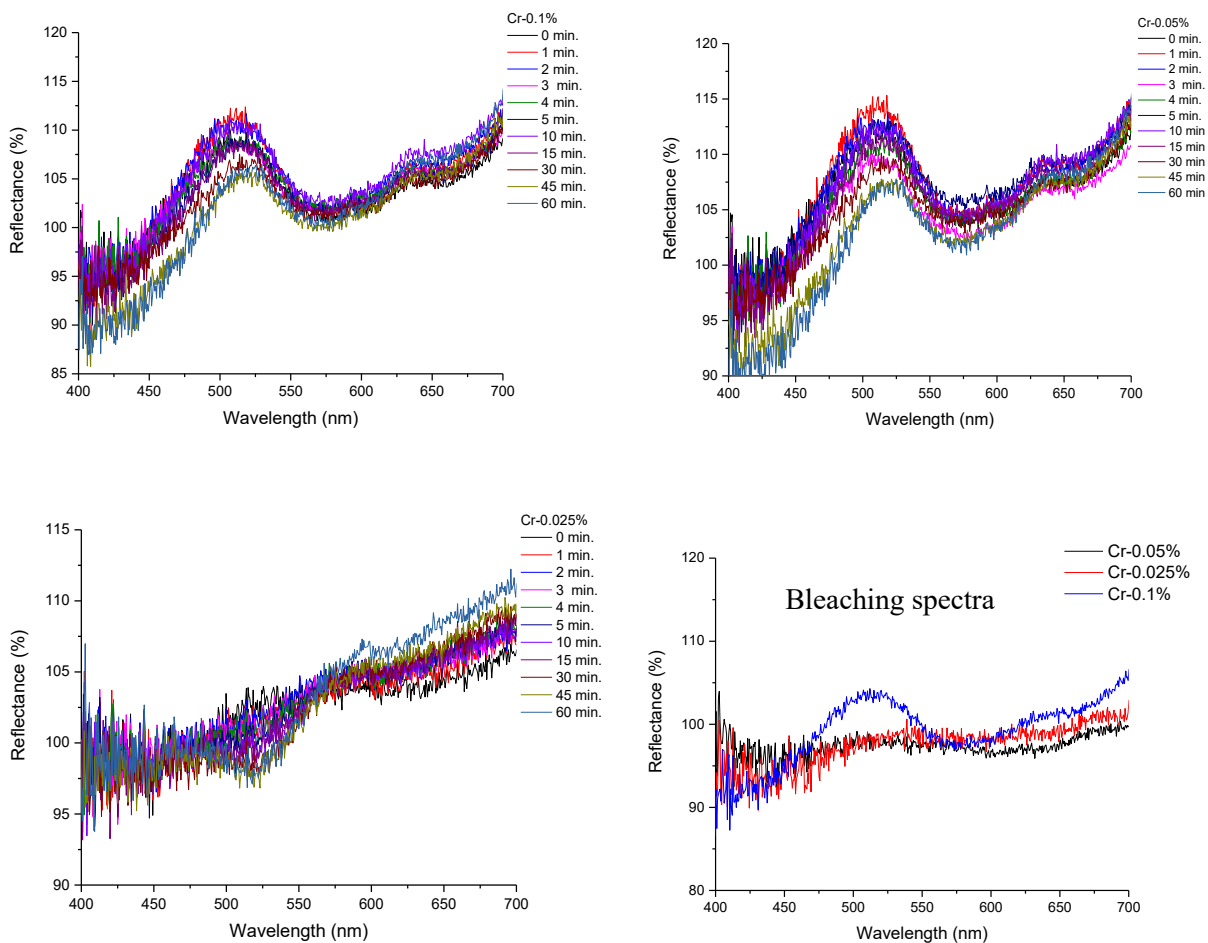 Cr-0.1%
0 min.
1 min.
2 min.
3  min.
4 min.
5 min.
10 min.
15 min.
30 min.
45 min.
60 min.
120
115
110
105
100
95
90
85
Reflectance (%)
400 450 500 550 600 650 700
Wavelength (nm)
Cr-0.05%
0 min.
1 min.
2 min.
3 min.
4 min.
5 min.
10 min.
15 min.
30 min.
45 min.
60 min
120
115
110
105
100
95
90
Reflectance (%)
400 450 500 550 600 650 700
Wavelength (nm)
Cr-0.025%
0 min.
1 min.
2 min.
3  min.
4 min.
5 min.
10 min.
15 min.
30 min.
45 min.
60 min.
115
110
105
100
95
90
Reflectance (%)
400 450 500 550 600 650 700
Wavelength (nm)
Cr-0.05%
Cr-0.025%
Cr-0.1%
Bleaching spectra
120
110
100
90
80
Reflectance (%)
400 450 500 550 600 650 700
Wavelength (nm)